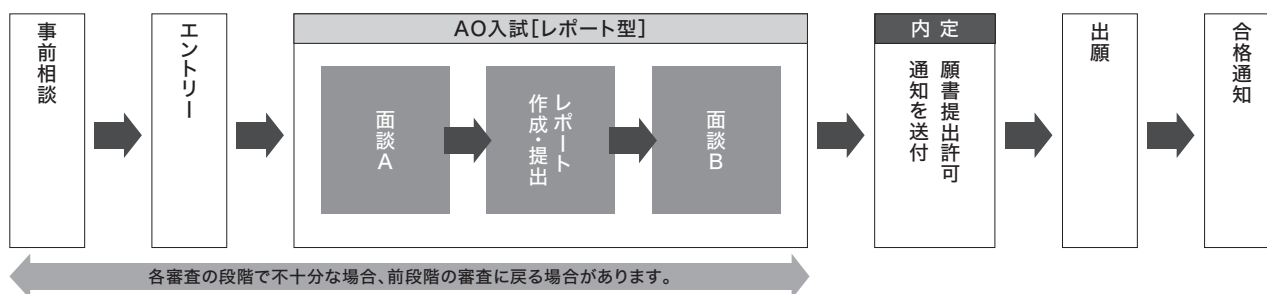 事前相談
エントリー
AO入試[レポート型]
面談A
レポート
作成・提出
面談B
内定
願書提出許可
通知を送付
出願
合格通知
各審査の段階で不十分な場合、前段階の審査に戻る場合があります。